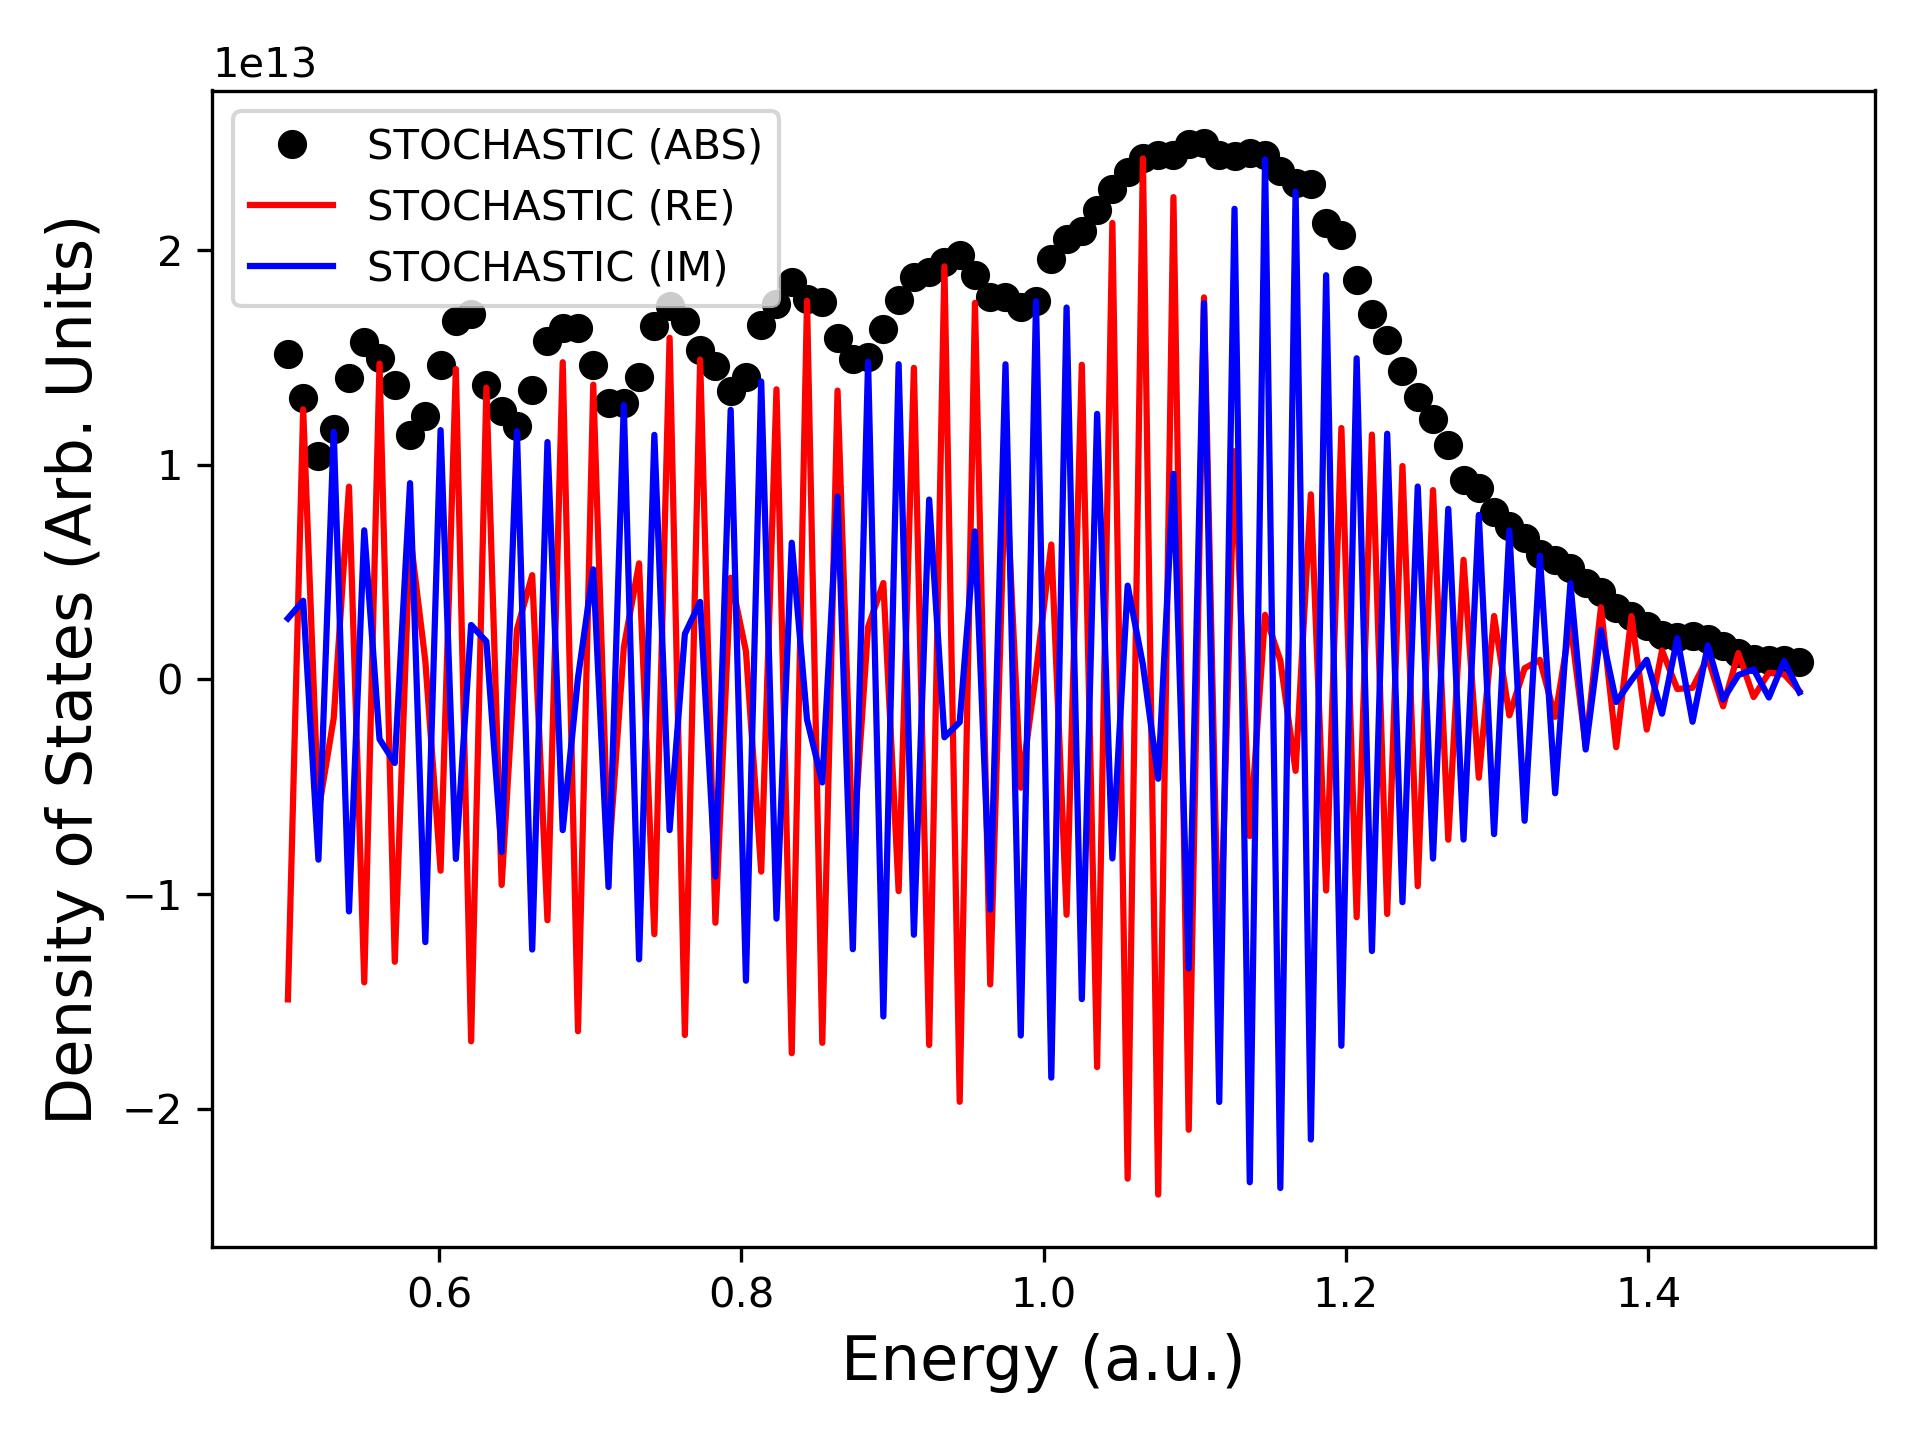 1e13
STOCHASTIC (ABS)
STOCHASTIC (RE)
STOCHASTIC (IM)
Density of States (Arb. Units)
2
1
0
−1
−2
0.6
0.8
1.0
1.2
1.4
Energy (a.u.)